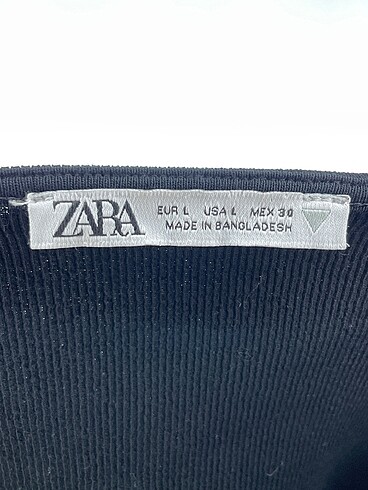 ZARA
EUR L USA L MEX 30
MADE IN BANGLADESH